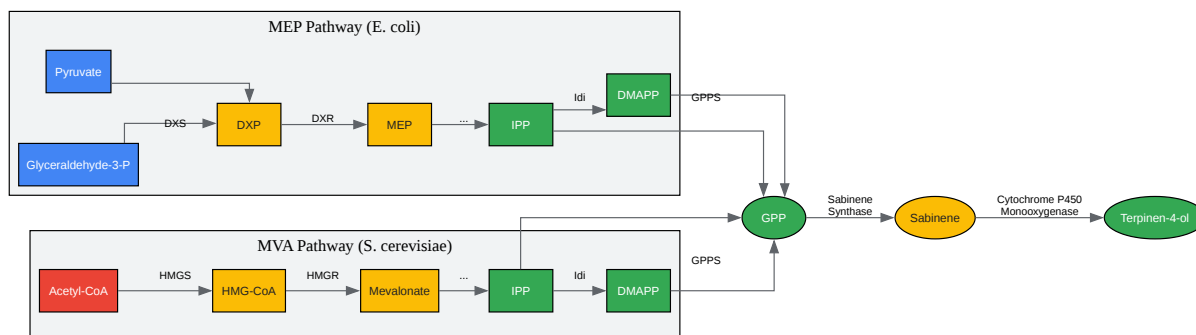 MEP Pathway (E. coli)
Pyruvate
Glyceraldehyde-3-P
DXS
DXP
DXR
MEP
...
IPP
Idi
DMAPP
GPPS
GPP
Sabinene
Synthase
Sabinene
Cytochrome P450
Monooxygenase
Terpinen-4-ol
MVA Pathway (S. cerevisiae)
Acetyl-CoA
HMGS
HMG-CoA
HMGR
Mevalonate
...
IPP
Idi
DMAPP
GPPS